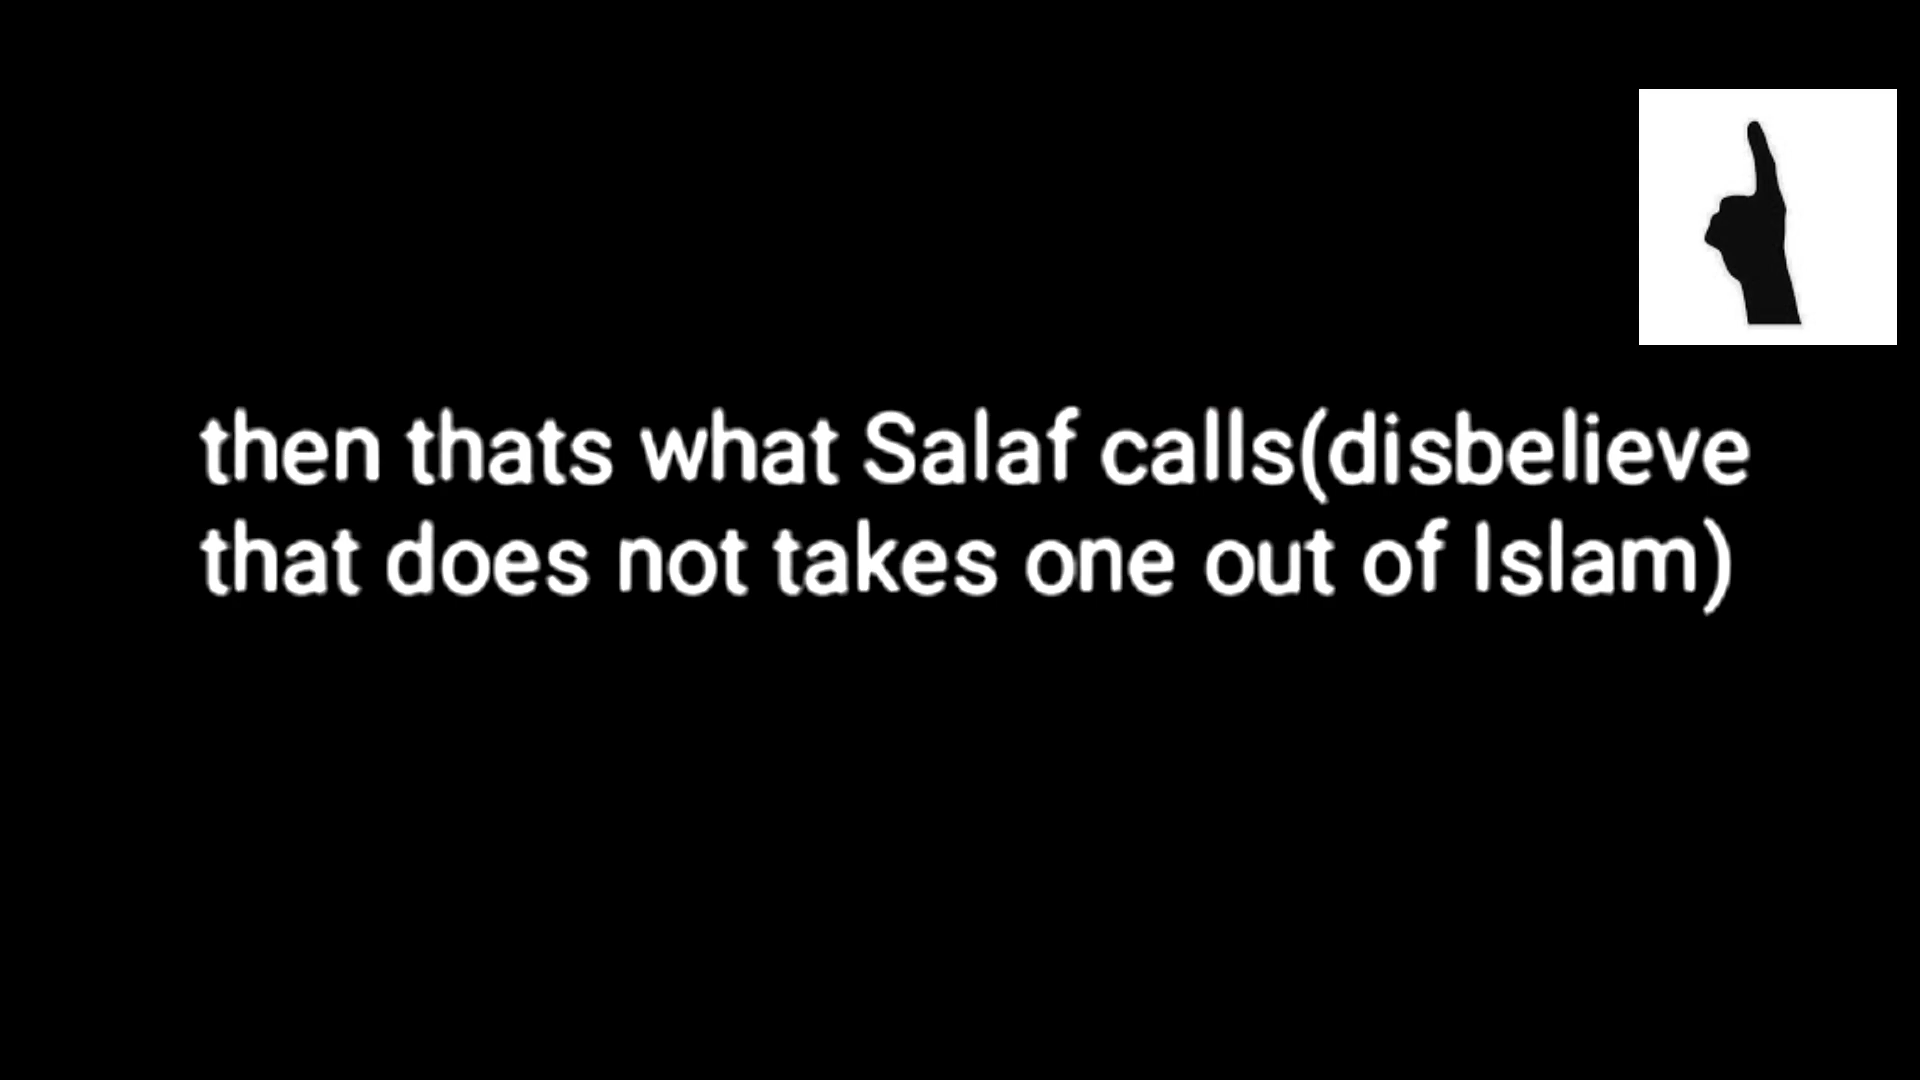 then thats what Salaf calls(disbelieve
that does not takes one out of Islam)